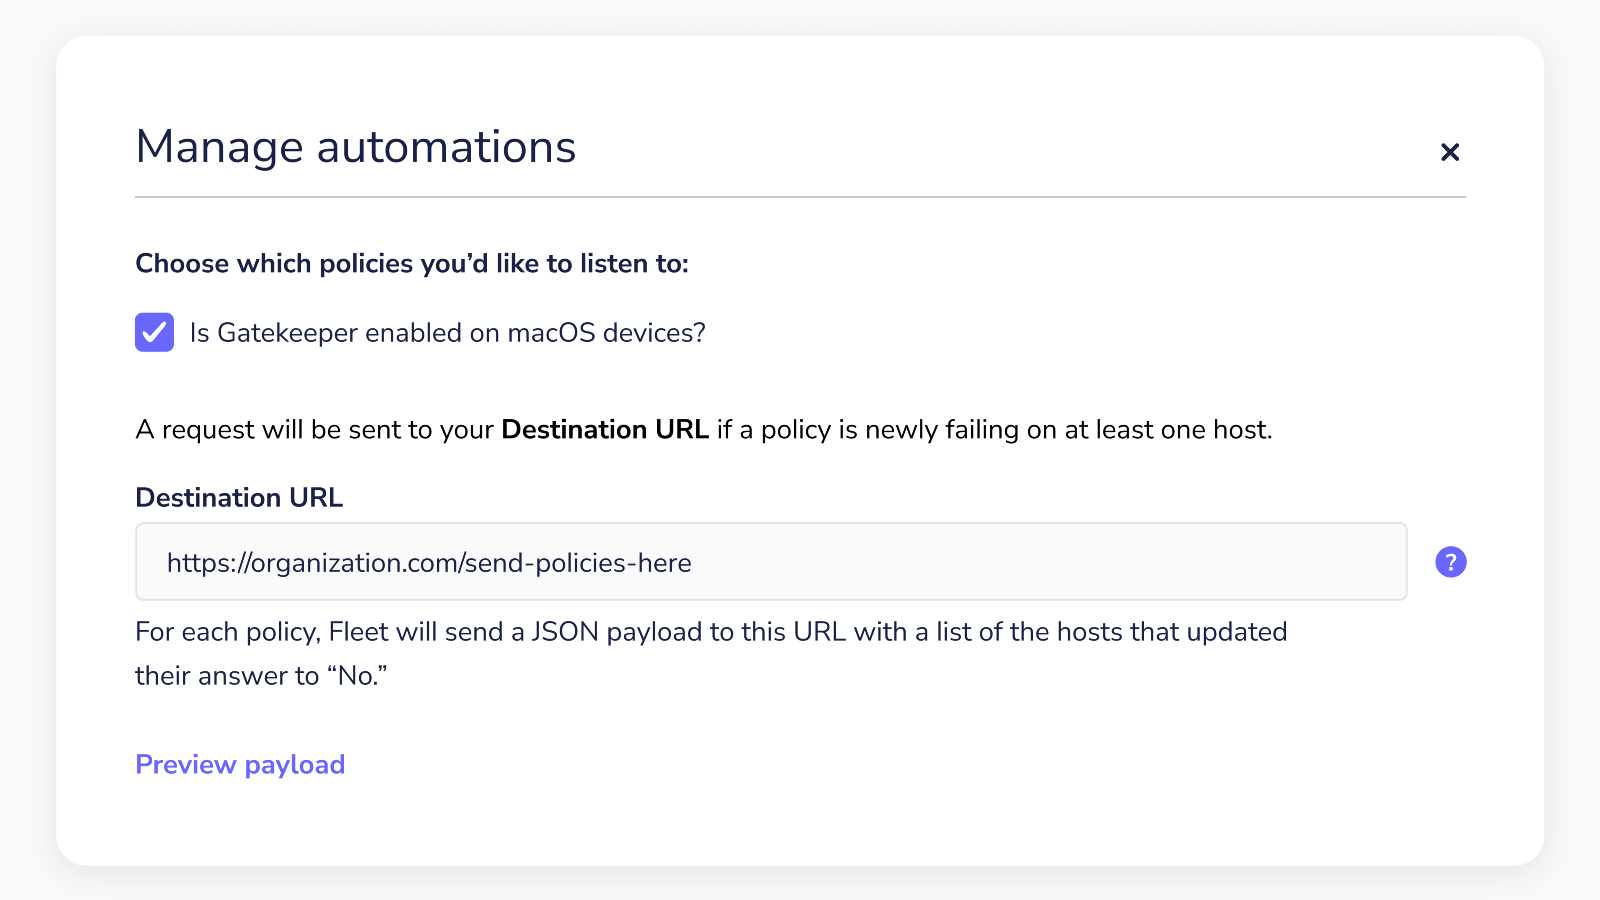 Manage automations
Choose which policies you’d like to listen to:
Is Gatekeeper enabled on macOS devices?
A request will be sent to your Destination URL if a policy is newly failing on at least one host.
Destination URL
https://organization.com/send-policies-here
?
For each policy, Fleet will send a JSON payload to this URL with a list of the hosts that updated
their answer to “No.”
Preview payload